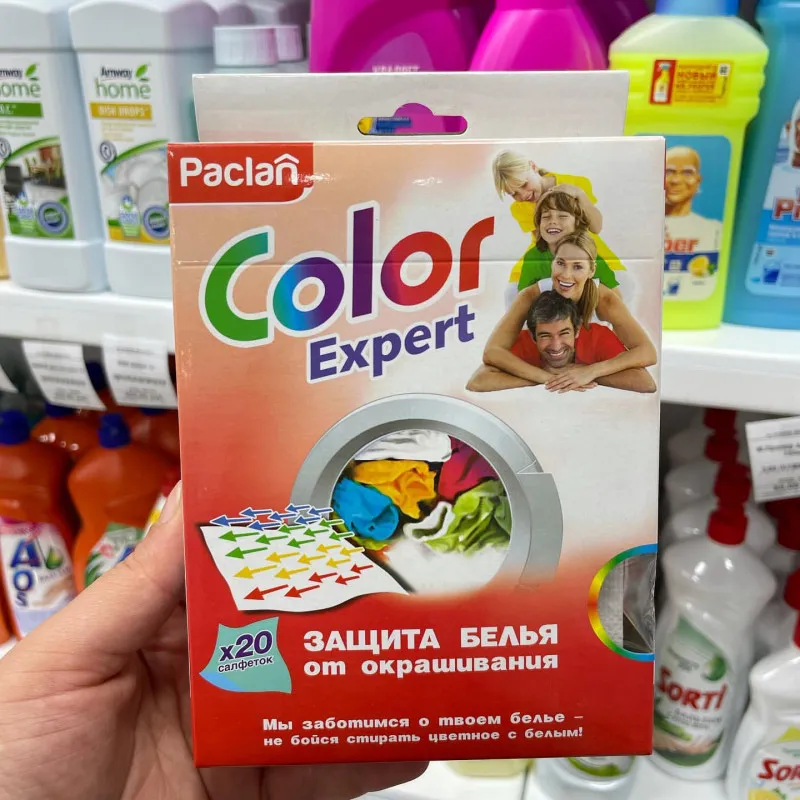 Amway
home
Amway
home
DISH DROPS
НОВЫЙ
Paclan
Color
Expert
x20
салфеток
ЗАЩИТА БЕЛЬЯ
от окрашивания
Мы заботимся о твоем белье –
не бойся стирать цветное с белым!
AOS
SORTI